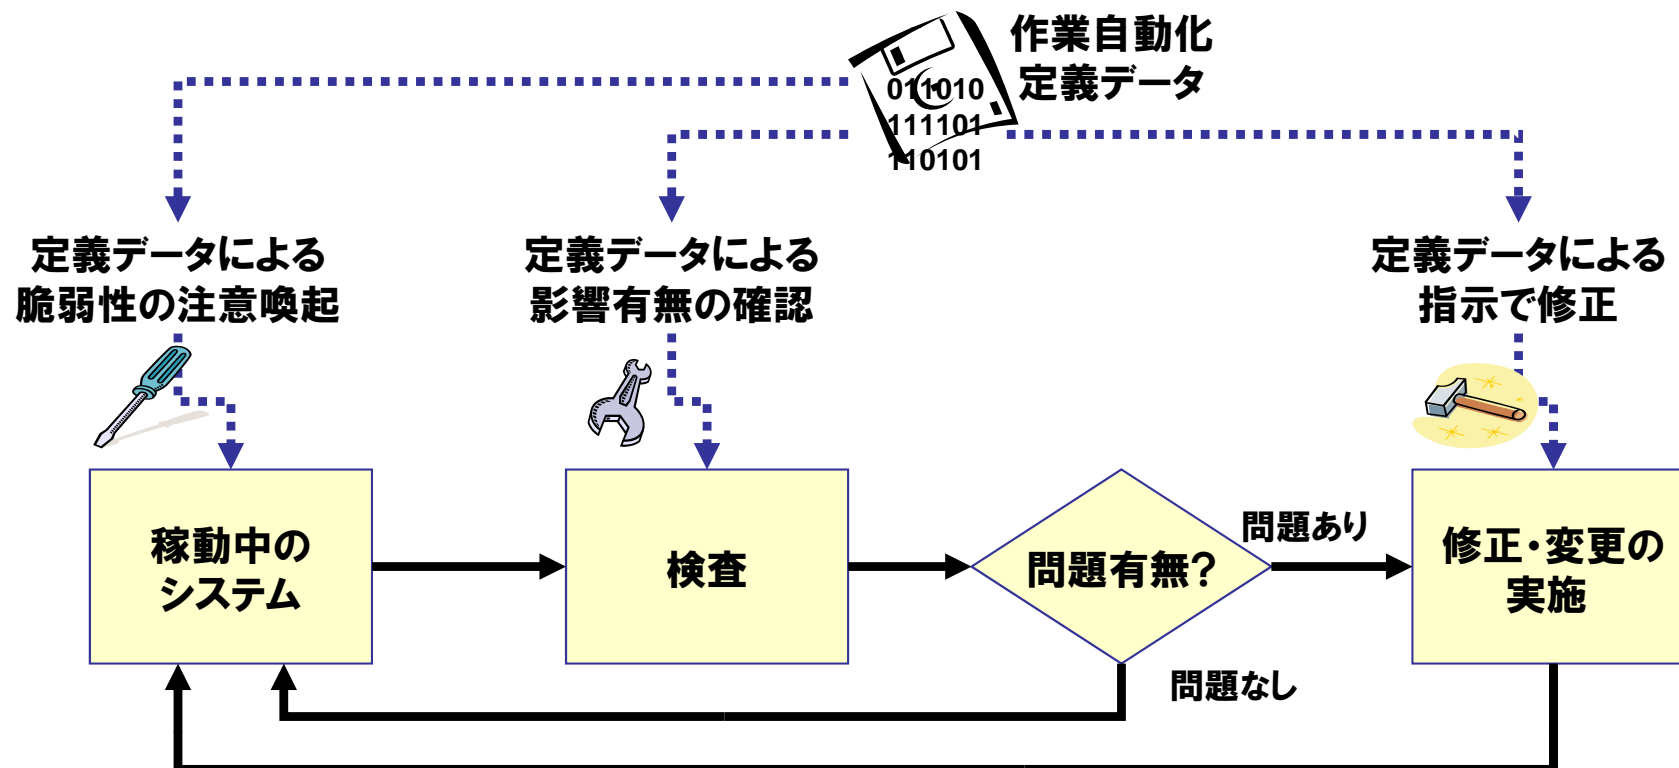 作業自動化
定義データ
011010
111101
110101
定義データによる
脆弱性の注意喚起
定義データによる
影響有無の確認
定義データによる
指示で修正
稼動中の
システム
検査
問題有無?
問題あり
修正・変更の
実施
問題なし